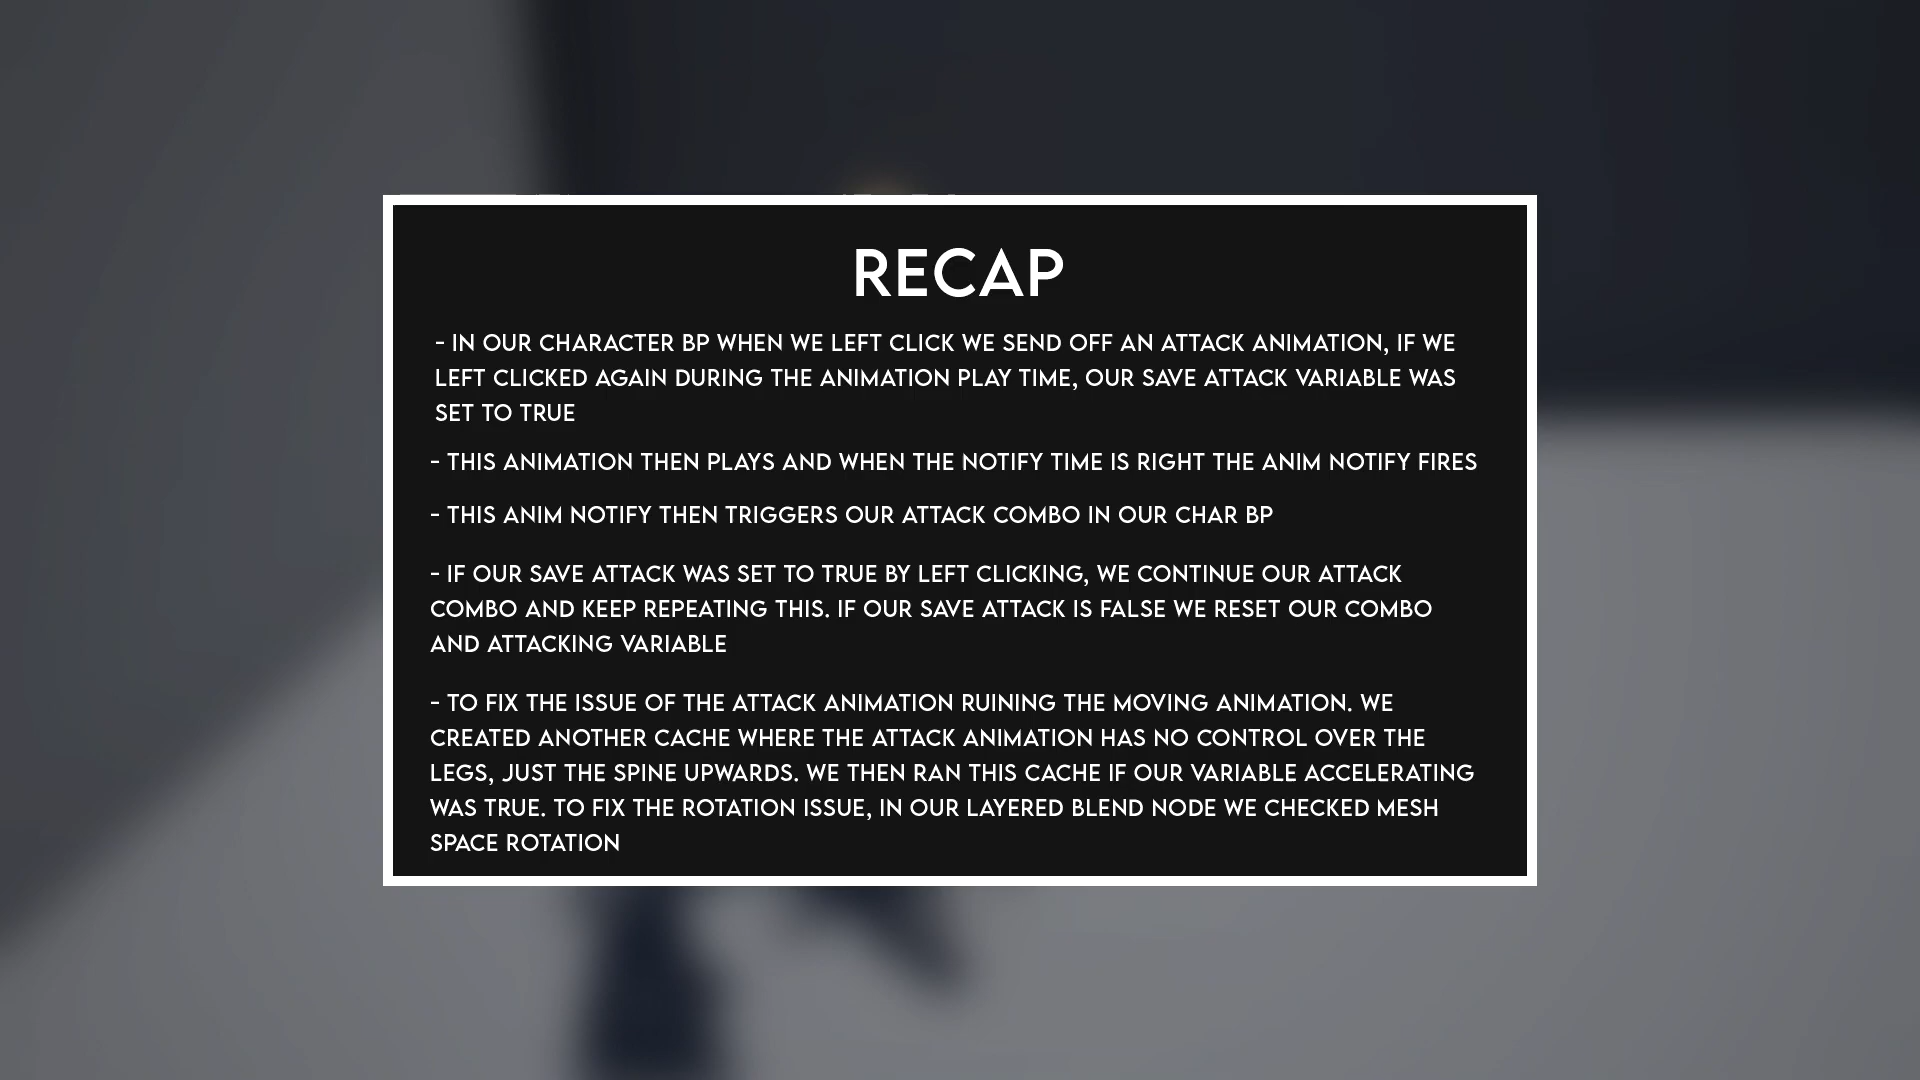 RECAP
- IN OUR CHARACTER BP WHEN WE LEFT CLICK WE SEND OFF AN ATTACK ANIMATION, IF WE
LEFT CLICKED AGAIN DURING THE ANIMATION PLAY TIME, OUR SAVE ATTACK VARIABLE WAS
SET TO TRUE
- THIS ANIMATION THEN PLAYS AND WHEN THE NOTIFY TIME IS RIGHT THE ANIM NOTIFY FIRES
- THIS ANIM NOTIFY THEN TRIGGERS OUR ATTACK COMBO IN OUR CHAR BP
- IF OUR SAVE ATTACK WAS SET TO TRUE BY LEFT CLICKING, WE CONTINUE OUR ATTACK
COMBO AND KEEP REPEATING THIS. IF OUR SAVE ATTACK IS FALSE WE RESET OUR COMBO
AND ATTACKING VARIABLE
- TO FIX THE ISSUE OF THE ATTACK ANIMATION RUINING THE MOVING ANIMATION. WE
CREATED ANOTHER CACHE WHERE THE ATTACK ANIMATION HAS NO CONTROL OVER THE
LEGS, JUST THE SPINE UPWARDS. WE THEN RAN THIS CACHE IF OUR VARIABLE ACCELERATING
WAS TRUE. TO FIX THE ROTATION ISSUE, IN OUR LAYERED BLEND NODE WE CHECKED MESH
SPACE ROTATION